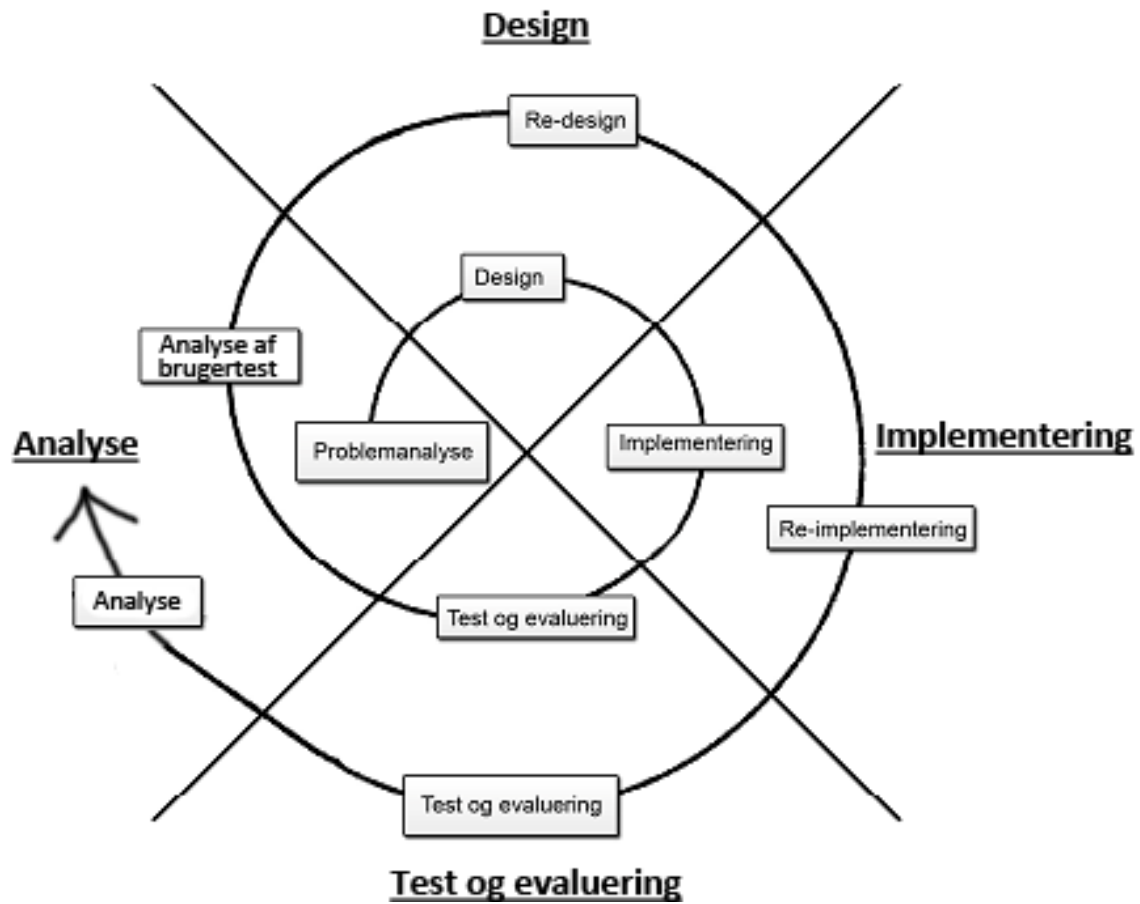 Design
Re-design
Design
Analyse af
brugertest
Analyse
Problemanalyse
Implementering
Implementering
Re-implementering
Analyse
Test og evaluering
Test og evaluering
Test og evaluering